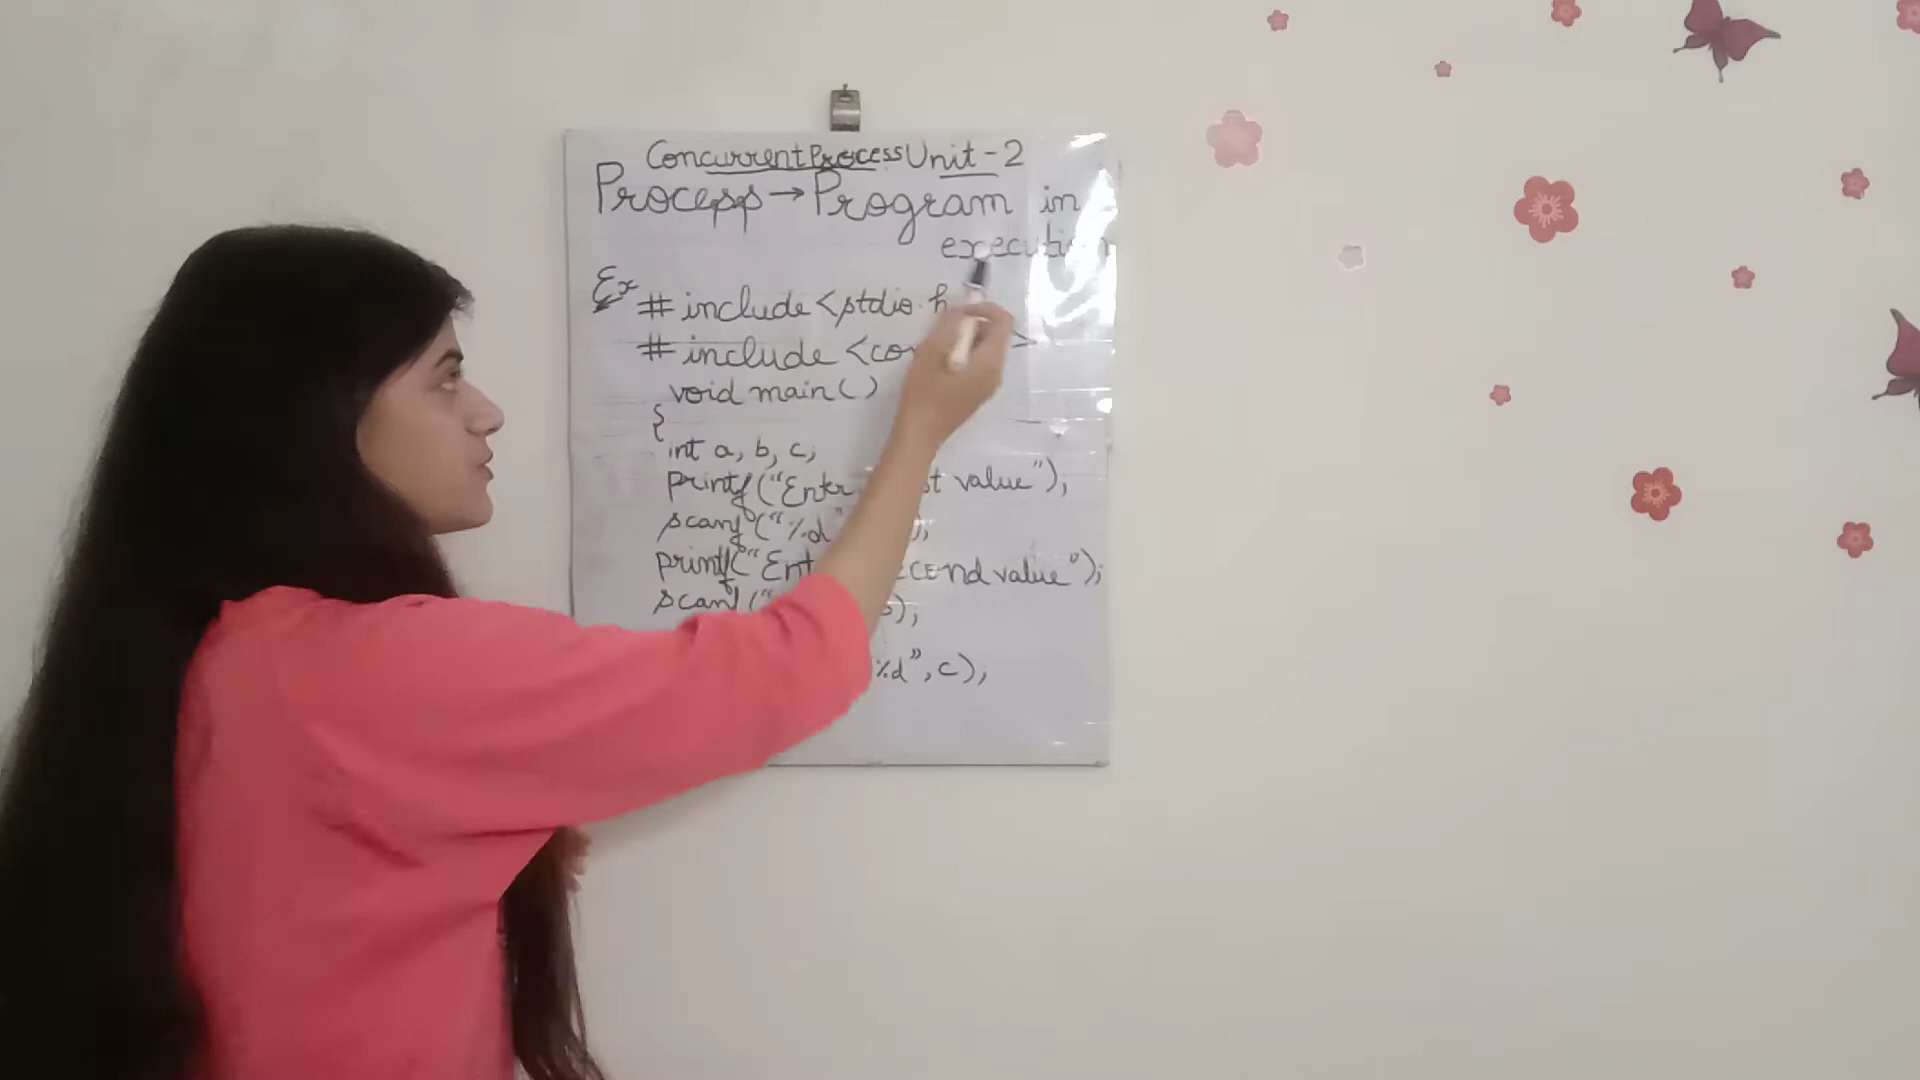 Concurrent Process Unit-2
Process → Program in
execution
Ex
# include <stdio.h
# include <co >
void main()
{
int a, b, c;
printf("Enter st value");
scanf("%d" );
printf("Ent second value");
scanf(" );
%d", c);